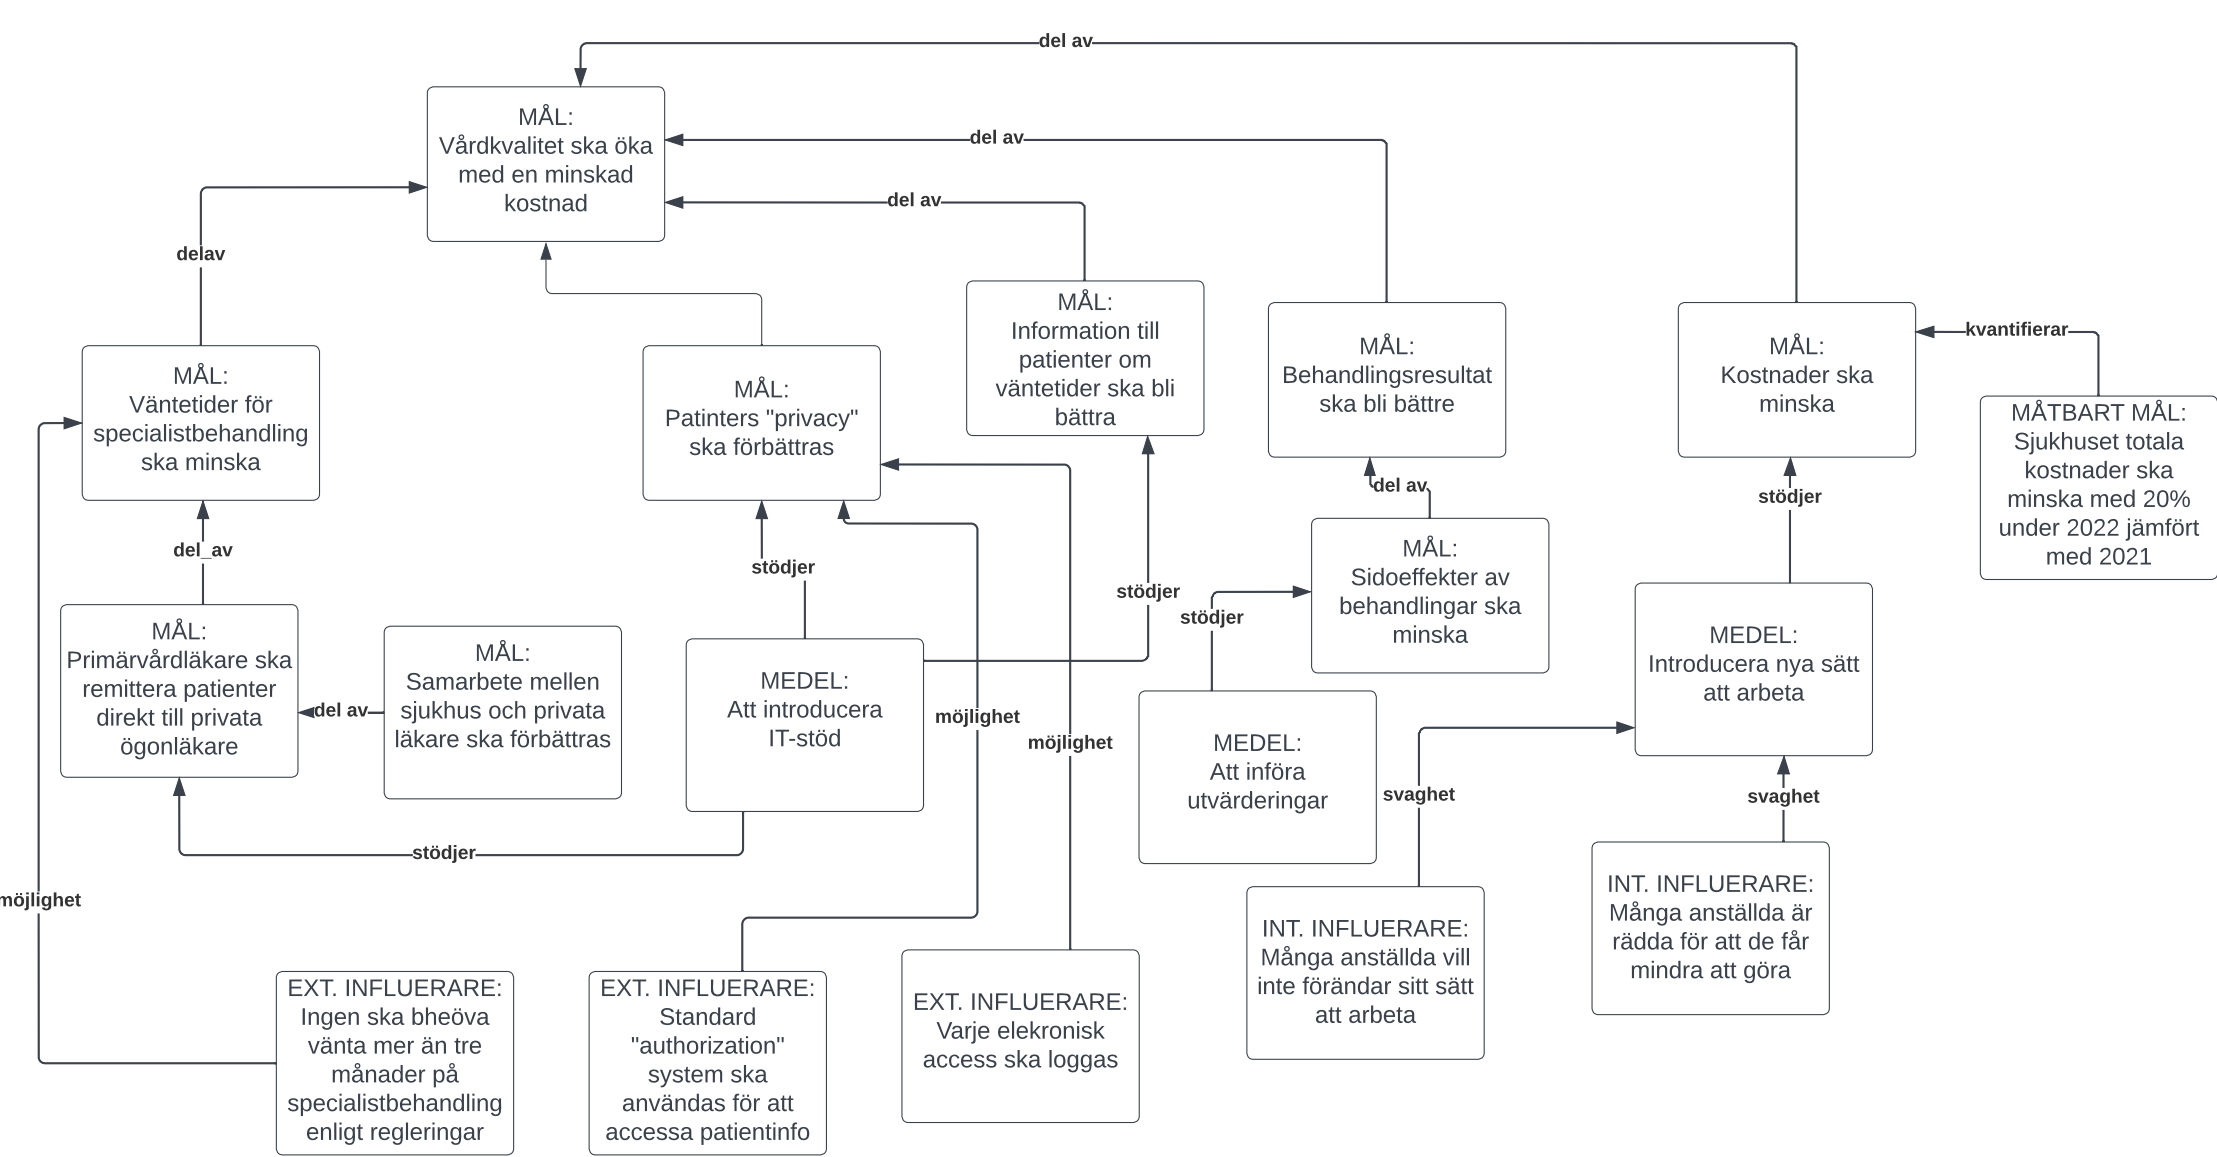 del av
MÅL:
Vårdkvalitet ska öka
med en minskad
kostnad
del av
del av
delav
MÅL:
Information till
patienter om
väntetider ska bli
bättra
MÅL:
Behandlingsresultat
ska bli bättre
MÅL:
Kostnader ska
minska
kvantifierar
MÅL:
Väntetider för
specialistbehandling
ska minska
MÅL:
Patinters "privacy"
ska förbättras
MÅTBART MÅL:
Sjukhuset totala
kostnader ska
minska med 20%
under 2022 jämfört
med 2021
del av
stödjer
del_av
stödjer
stödjer
stödjer
MÅL:
Sidoeffekter av
behandlingar ska
minska
MÅL:
Primärvårdläkare ska
remittera patienter
direkt till privata
ögonläkare
del av
MÅL:
Samarbete mellen
sjukhus och privata
läkare ska förbättras
MEDEL:
Att introducera
IT-stöd
möjlighet
möjlighet
MEDEL:
Att införa
utvärderingar
MEDEL:
Introducera nya sätt
att arbeta
svaghet
svaghet
stödjer
möjlighet
INT. INFLUERARE:
Många anställda vill
inte förändar sitt sätt
att arbeta
INT. INFLUERARE:
Många anställda är
rädda för att de får
mindra att göra
EXT. INFLUERARE:
Ingen ska bheöva
vänta mer än tre
månader på
specialistbehandling
enligt regleringar
EXT. INFLUERARE:
Standard
"authorization"
system ska
användas för att
accessa patientinfo
EXT. INFLUERARE:
Varje elekronisk
access ska loggas